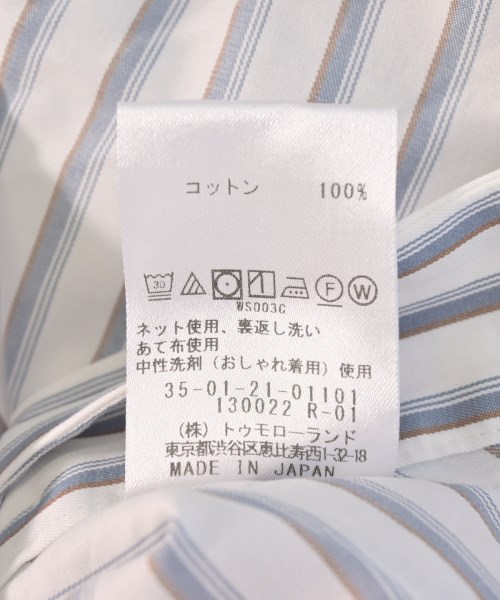 コットン 100%
30 F W
WS003C
ネット使用、裏返し洗い
あて布使用
中性洗剤（おしゃれ着用）使用
35-01-21-01101
130022 R-01
（株）トゥモローランド
東京都渋谷区恵比寿西1-32-18
MADE IN JAPAN